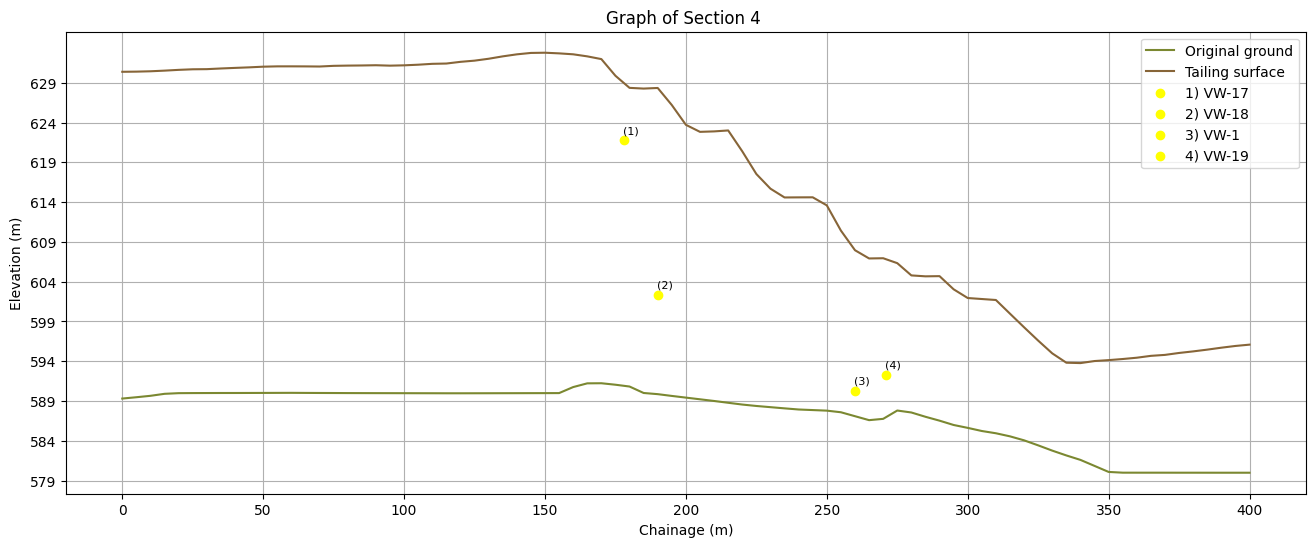 Graph of Section 4
Elevation (m)
629
624
619
614
609
604
599
594
589
584
579
(1)
(2)
(3)
(4)
Original ground
Tailing surface
1) VW-17
2) VW-18
3) VW-1
4) VW-19
0
50
100
150
200
250
300
350
400
Chainage (m)